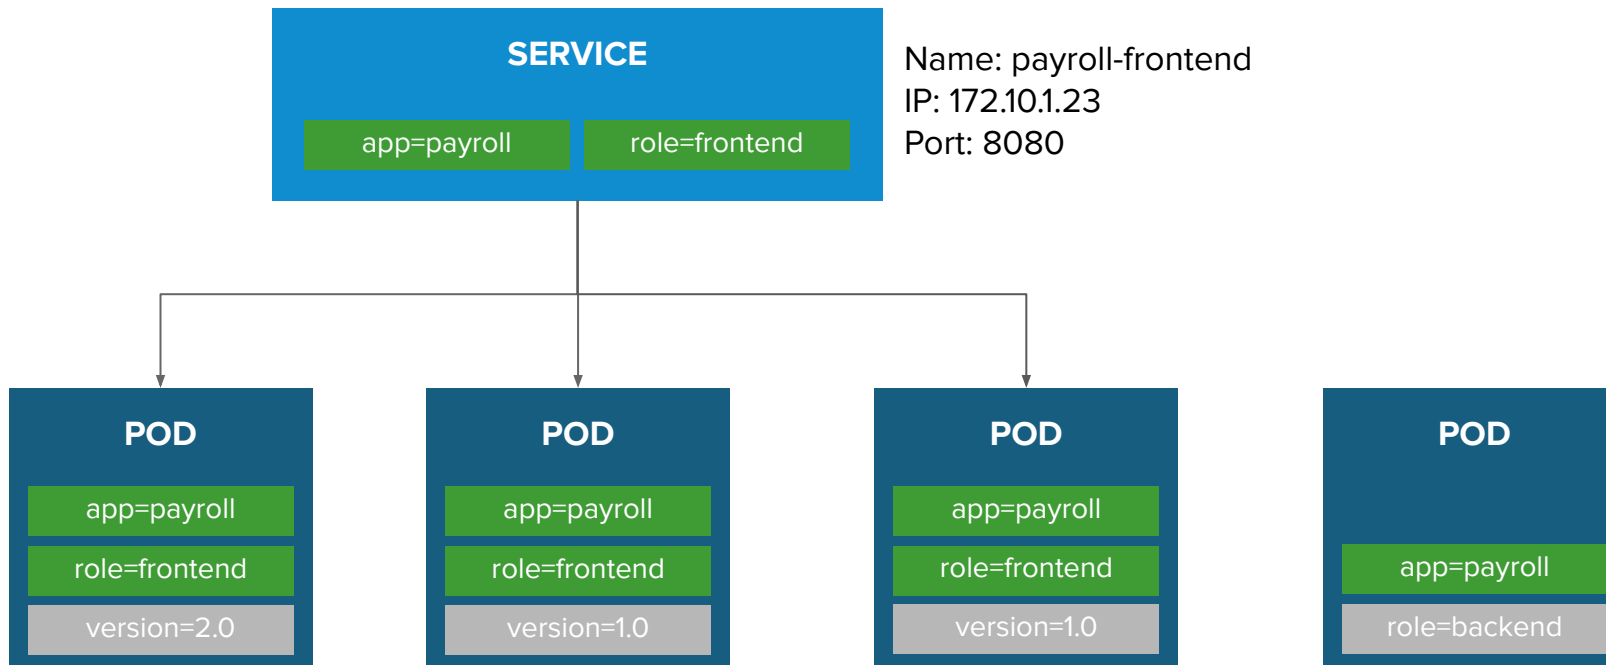 SERVICE
app=payroll
role=frontend
Name: payroll-frontend
IP: 172.10.1.23
Port: 8080
POD
app=payroll
role=frontend
version=2.0
POD
app=payroll
role=frontend
version=1.0
POD
app=payroll
role=frontend
version=1.0
POD
app=payroll
role=backend